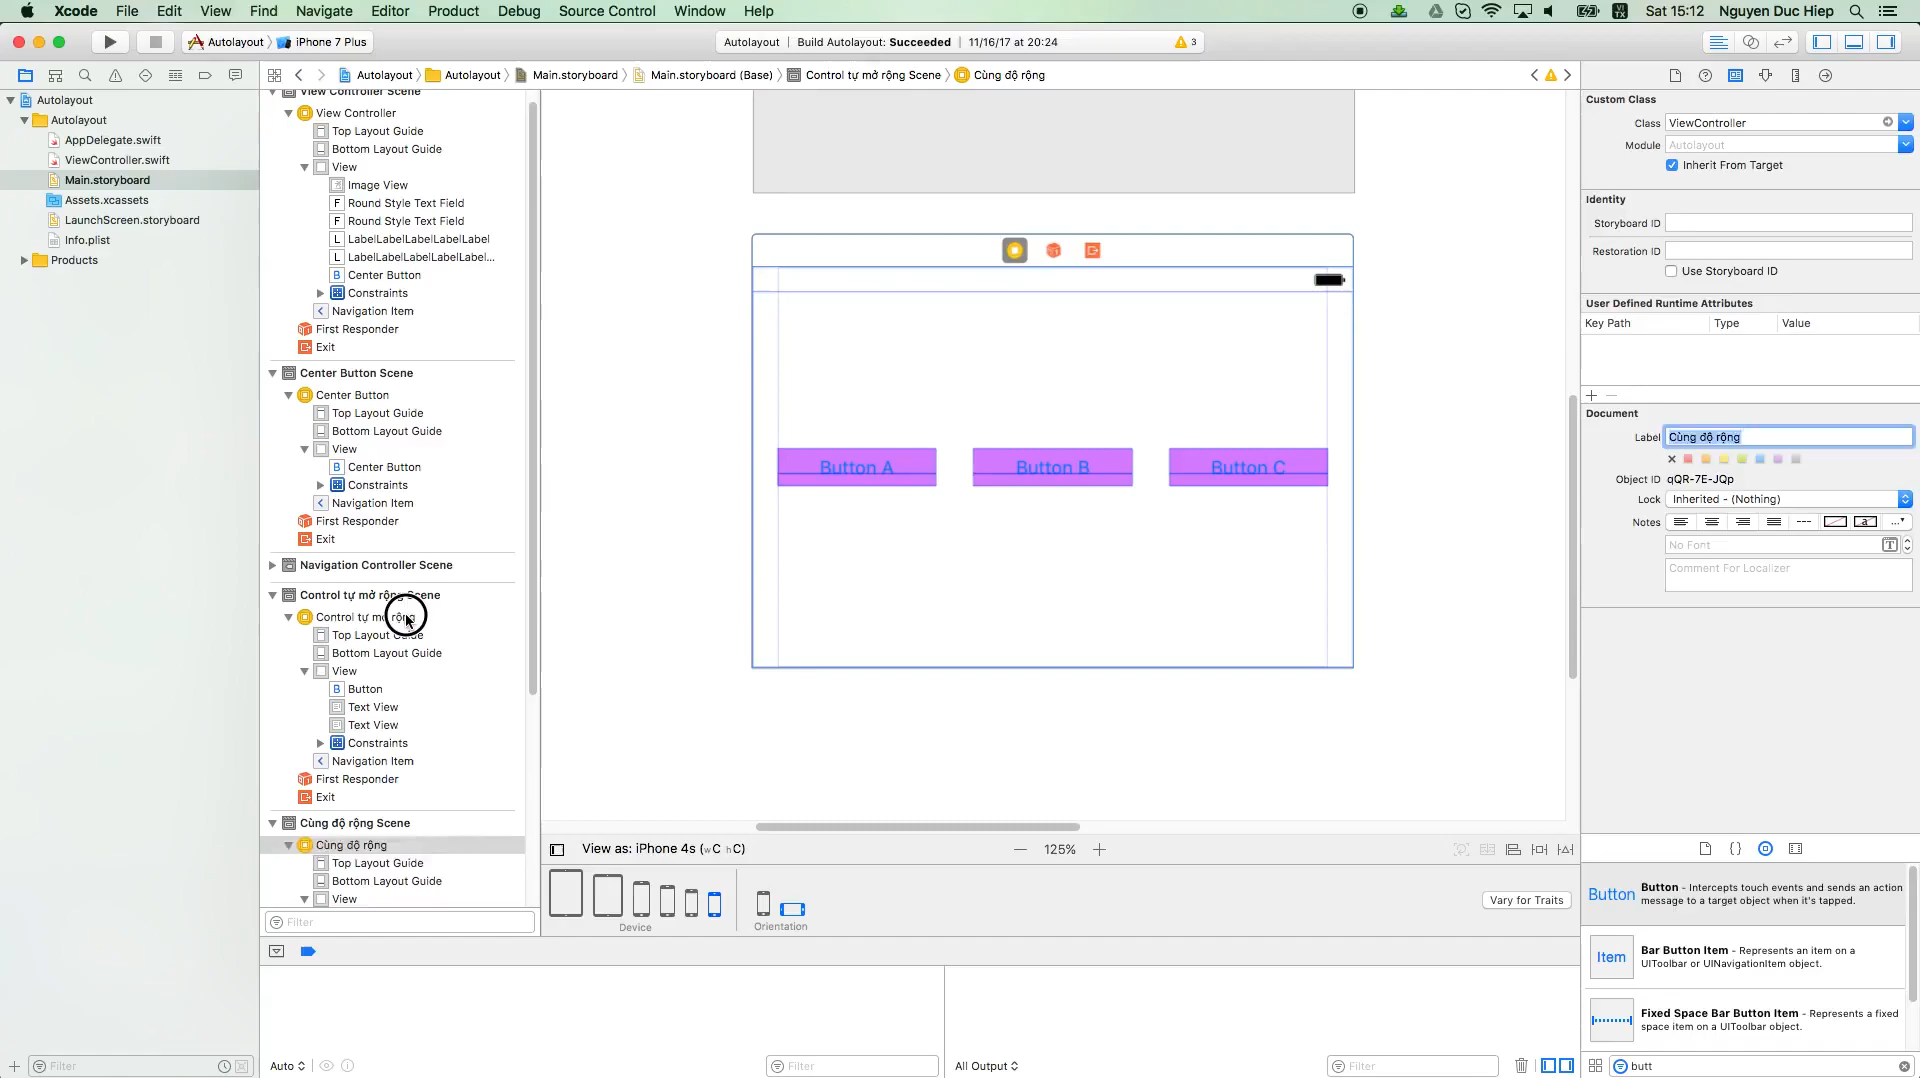 Xcode File Edit View Find Navigate Editor Product Debug Source Control Window Help
VI TX Sat 15:12 Nguyen Duc Hiep
Autolayout iPhone 7 Plus
Autolayout | Build Autolayout: Succeeded | 11/16/17 at 20:24
3
Autolayout Autolayout Main.storyboard Main.storyboard (Base) Control tự mở rộng Scene Cùng độ rộng
Autolayout
Autolayout
AppDelegate.swift
ViewController.swift
Main.storyboard
Assets.xcassets
LaunchScreen.storyboard
Info.plist
Products
Filter
View Controller Scene
View Controller
Top Layout Guide
Bottom Layout Guide
View
Image View
F Round Style Text Field
F Round Style Text Field
L LabelLabelLabelLabelLabel
L LabelLabelLabelLabelLabel...
B Center Button
Constraints
Navigation Item
First Responder
Exit
Center Button Scene
Center Button
Top Layout Guide
Bottom Layout Guide
View
B Center Button
Constraints
Navigation Item
First Responder
Exit
Navigation Controller Scene
Control tự mở rộng Scene
Control tự mở rộng
Top Layout Guide
Bottom Layout Guide
View
B Button
Text View
Text View
Constraints
Navigation Item
First Responder
Exit
Cùng độ rộng Scene
Cùng độ rộng
Top Layout Guide
Bottom Layout Guide
View
Filter
Button A Button B Button C
View as: iPhone 4s (wC hC)
125%
Device
Orientation
Vary for Traits
Auto
Filter
All Output
Filter
Custom Class
Class ViewController
Module Autolayout
Inherit From Target
Identity
Storyboard ID
Restoration ID
Use Storyboard ID
User Defined Runtime Attributes
Key Path Type Value
Document
Label Cùng độ rộng
Object ID qQR-7E-JQp
Lock Inherited - (Nothing)
Notes
No Font
Comment For Localizer
Button Button - Intercepts touch events and sends an action
message to a target object when it's tapped.
Item Bar Button Item - Represents an item on a
UIToolbar or UINavigationItem object.
Fixed Space Bar Button Item - Represents a fixed
space item on a UIToolbar object.
butt